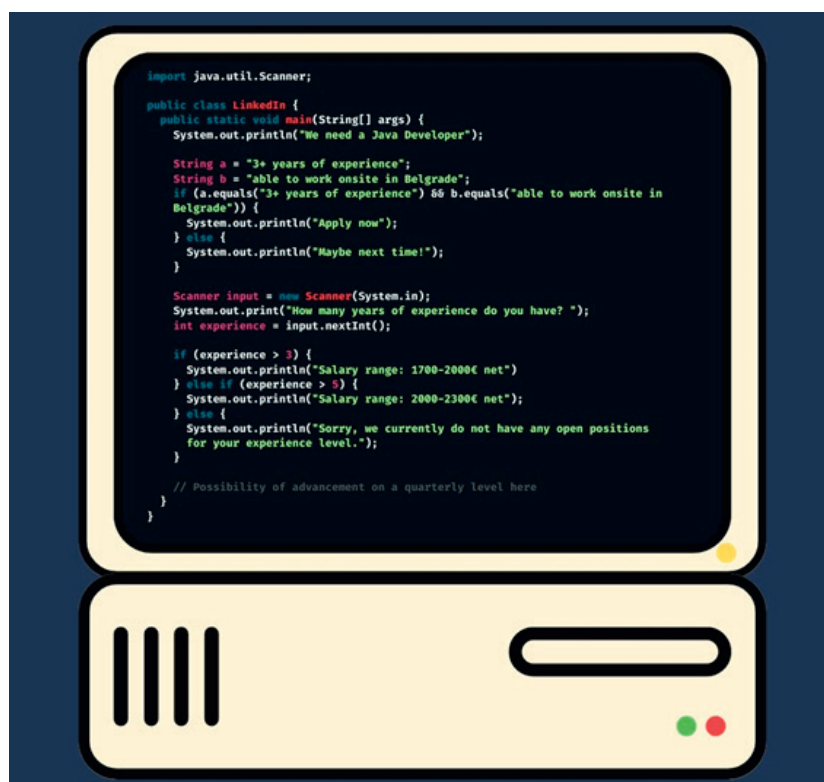 import java.util.Scanner;
public class LinkedIn {
public static void main(String[] args) {
System.out.println("We need a Java Developer");
String a = "3+ years of experience";
String b = "able to work onsite in Belgrade";
if (a.equals("3+ years of experience") && b.equals("able to work onsite in
Belgrade")) {
System.out.println("Apply now");
} else {
System.out.println("Maybe next time!");
}
Scanner input = new Scanner(System.in);
System.out.print("How many years of experience do you have? ");
int experience = input.nextInt();
if (experience > 3) {
System.out.println("Salary range: 1700-2000€ net")
} else if (experience > 5) {
System.out.println("Salary range: 2000-2300€ net");
} else {
System.out.println("Sorry, we currently do not have any open positions
for your experience level.");
}
// Possibility of advancement on a quarterly level here
}
}